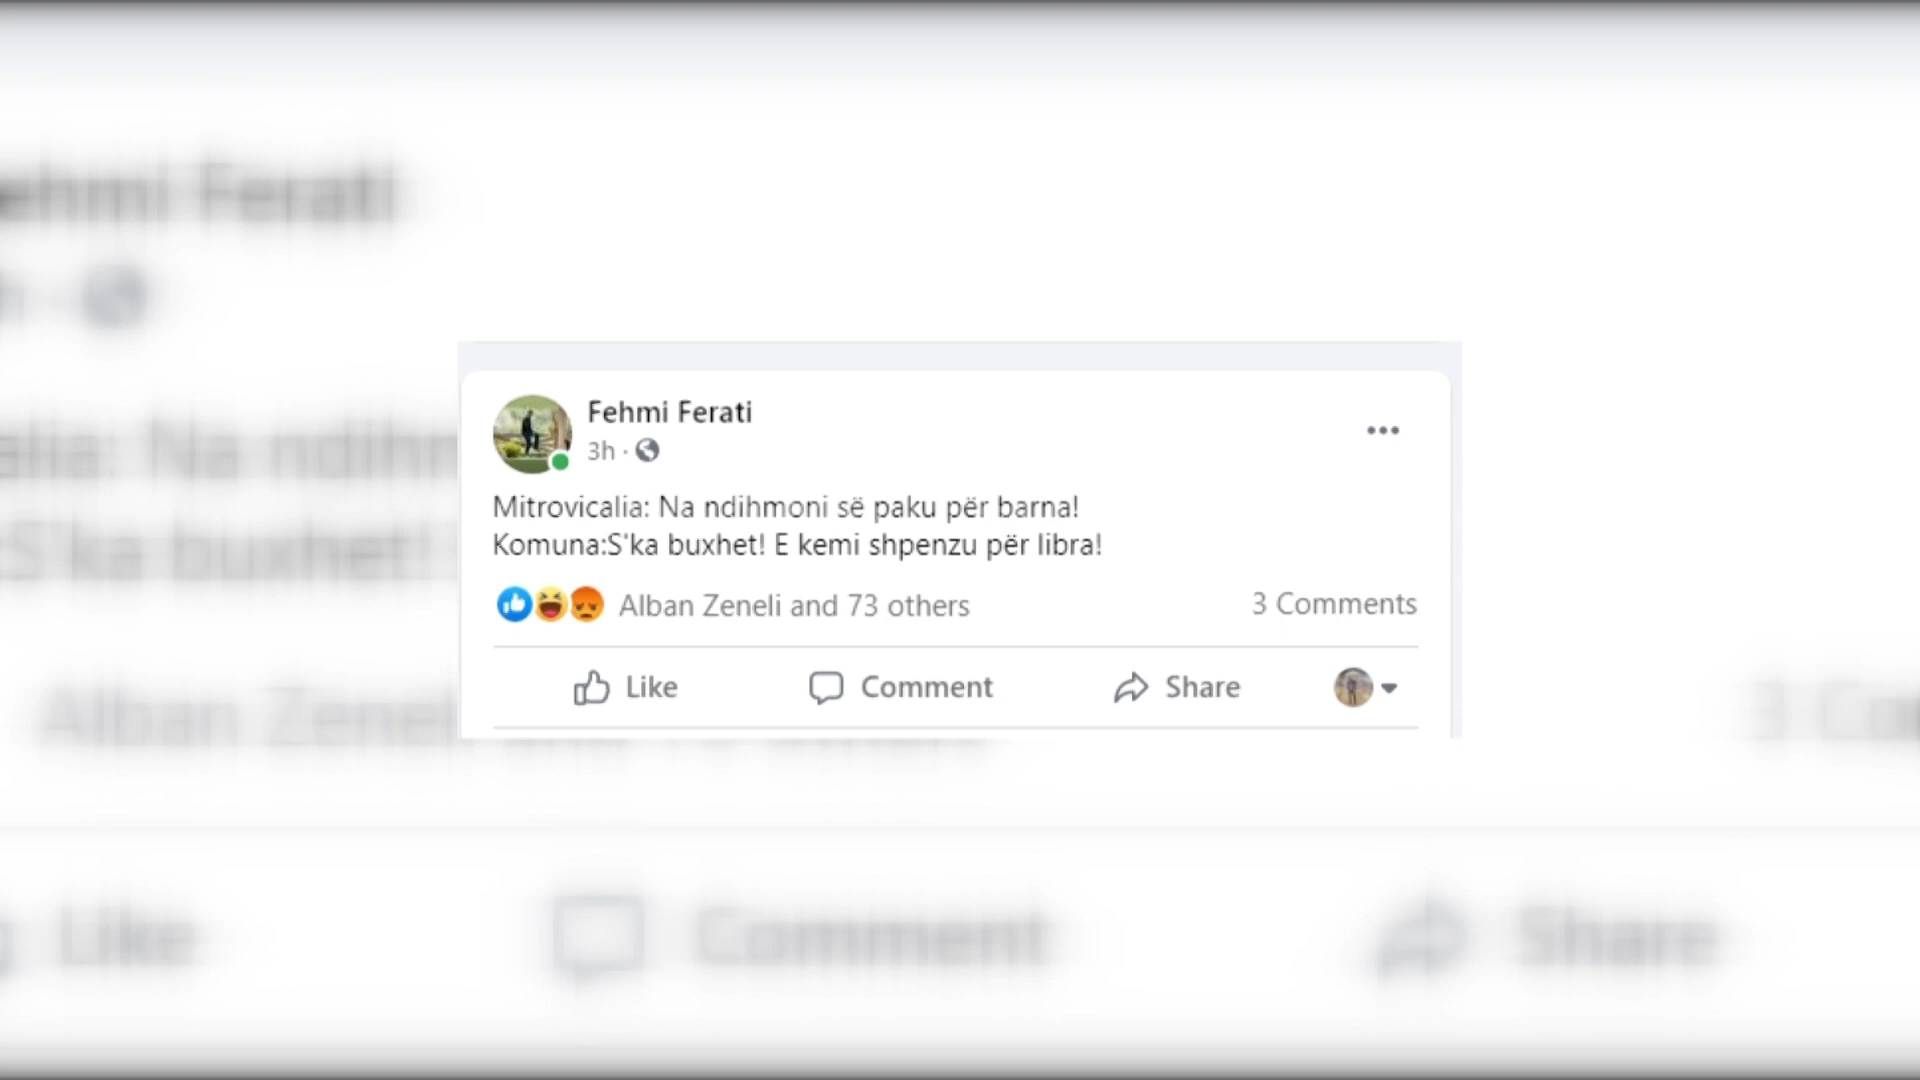 Fehmi Ferati
3h ·
Mitrovicalia: Na ndihmoni së paku për barna!
Komuna:S'ka buxhet! E kemi shpenzu për libra!
Alban Zeneli and 73 others
3 Comments
Like
Comment
Share